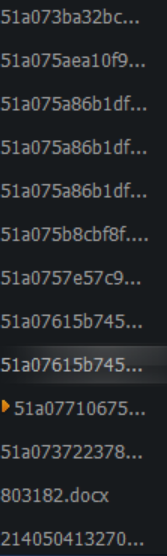 51a073ba32bc...
51a075aea10f9...
51a075a86b1df...
51a075a86b1df...
51a075a86b1df...
51a075b8cbf8f....
51a0757e57c9...
51a07615b745...
51a07615b745...
51a07710675...
51a073722378...
803182.docx
214050413270...